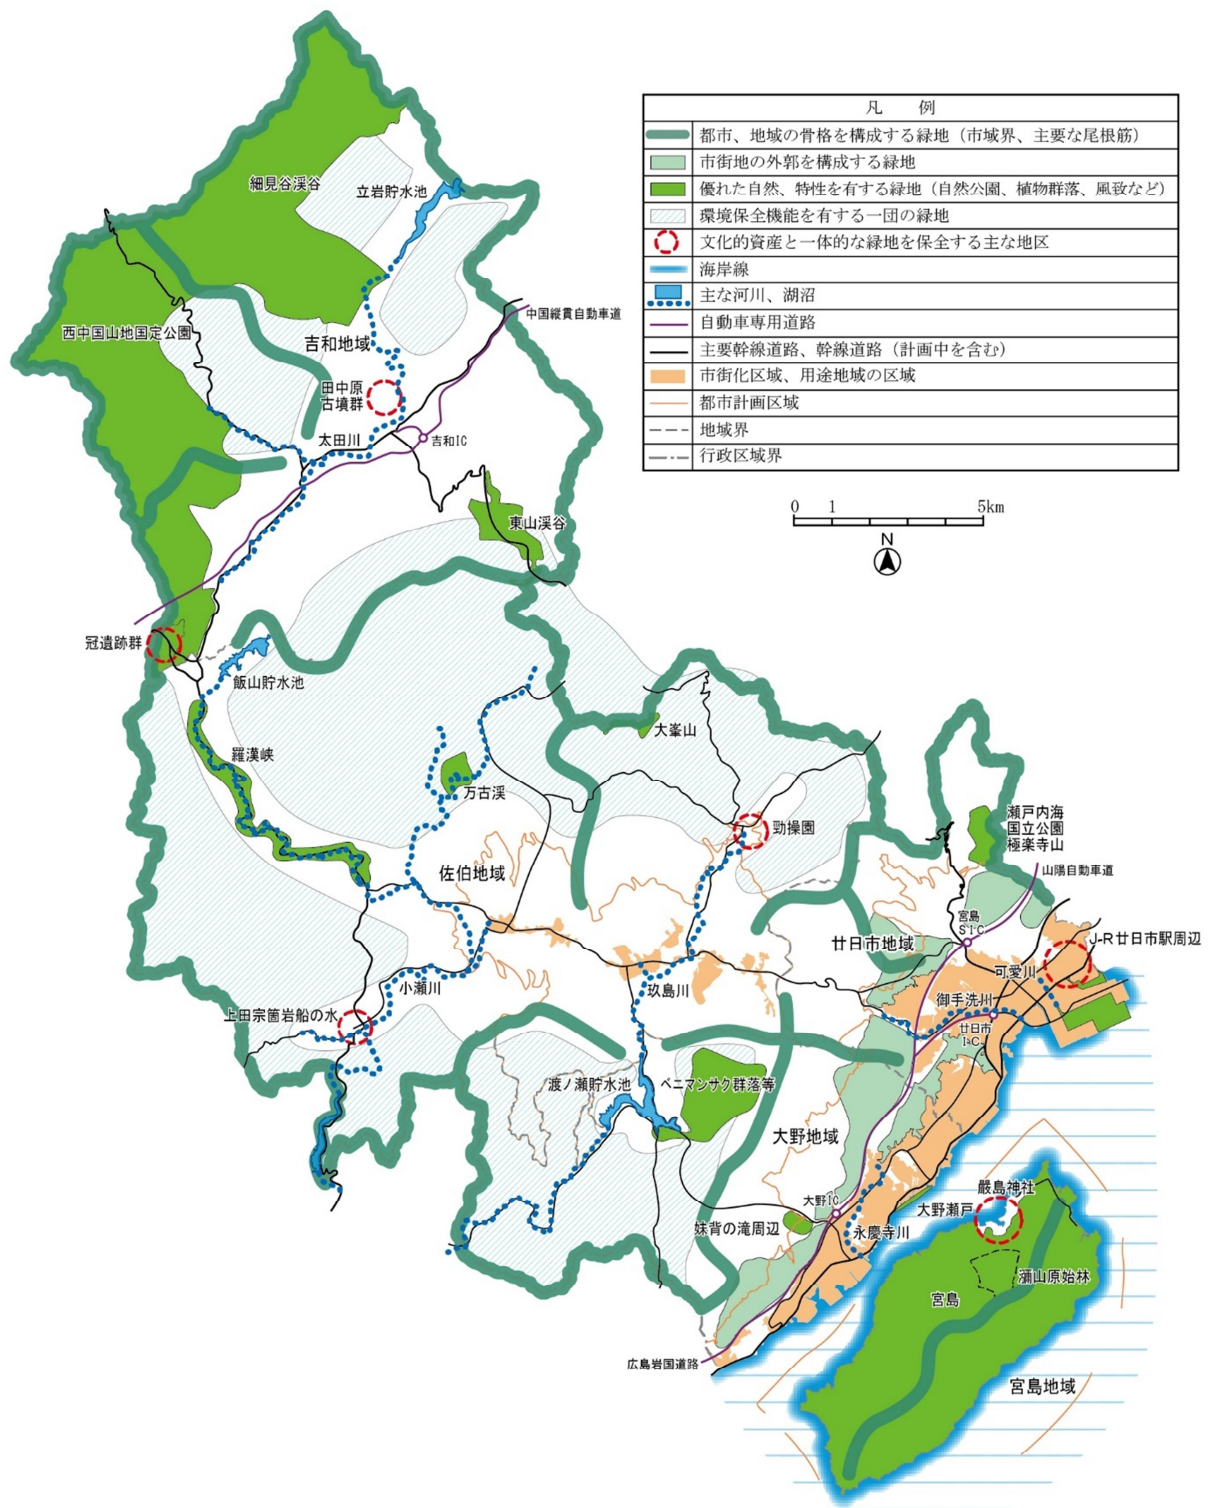 凡　例
都市、地域の骨格を構成する緑地（市域界、主要な尾根筋）
市街地の外郭を構成する緑地
優れた自然、特性を有する緑地（自然公園、植物群落、風致など）
環境保全機能を有する一団の緑地
文化的資産と一体的な緑地を保全する主な地区
海岸線
主な河川、湖沼
自動車専用道路
主要幹線道路、幹線道路（計画中を含む）
市街化区域、用途地域の区域
都市計画区域
地域界
行政区域界
0 1 5km
N
細見谷渓谷
立岩貯水池
中国縦貫自動車道
西中国山地国定公園
吉和地域
田中原
古墳群
太田川
吉和IC
東山渓谷
冠遺跡群
飯山貯水池
羅漢峡
大峯山
万古渓
勁操園
瀬戸内海
国立公園
極楽寺山
山陽自動車道
佐伯地域
宮島
SIC
廿日市地域
J-R廿日市駅周辺
可愛川
小瀬川
玖島川
御手洗川
上田宗箇岩船の水
廿日市
IC
渡ノ瀬貯水池
ベニマンサク群落等
大野地域
厳島神社
大野IC
大野瀬戸
妹背の滝周辺
永慶寺川
瀰山原始林
宮島
広島岩国道路
宮島地域